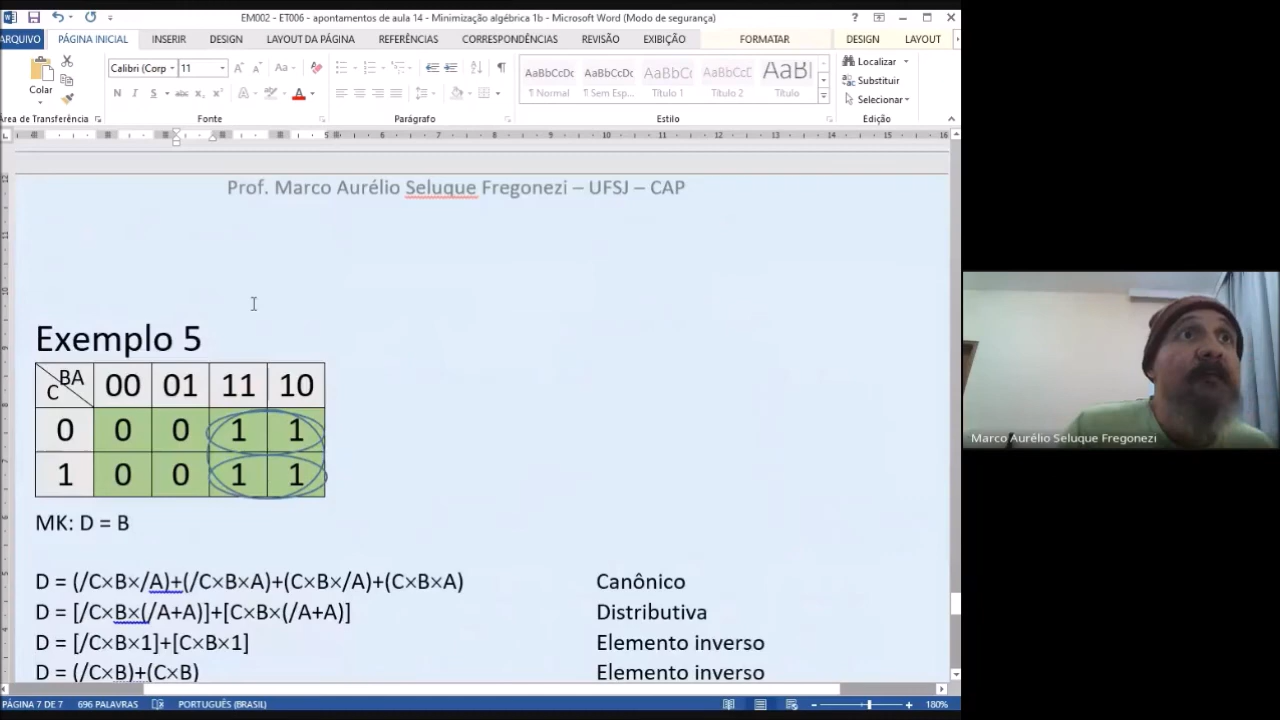 EM002 - ET006 - apontamentos de aula 14 - Minimização algébrica 1b - Microsoft Word (Modo de segurança)
ARQUIVO PÁGINA INICIAL INSERIR DESIGN LAYOUT DA PÁGINA REFERÊNCIAS CORRESPONDÊNCIAS REVISÃO EXIBIÇÃO FORMATAR DESIGN LAYOUT
Calibri (Corp 11
Colar
N I S
AaBbCcDc AaBbCcDc AaBbCc AaBbCcD AaBl
¶ Normal ¶ Sem Esp... Título 1 Título 2 Título
Localizar
Substituir
Selecionar
Área de Transferência Fonte Parágrafo Estilo Edição
Prof. Marco Aurélio Seluque Fregonezi – UFSJ – CAP
Exemplo 5
C BA 00 01 11 10
0 0 0 1 1
1 0 0 1 1
MK: D = B
D = (/C×B×/A)+(/C×B×A)+(C×B×/A)+(C×B×A) Canônico
D = [/C×B×(/A+A)]+[C×B×(/A+A)] Distributiva
D = [/C×B×1]+[C×B×1] Elemento inverso
D = (/C×B)+(C×B) Elemento inverso
PÁGINA 7 DE 7 696 PALAVRAS PORTUGUÊS (BRASIL) 180%
Marco Aurélio Seluque Fregonezi